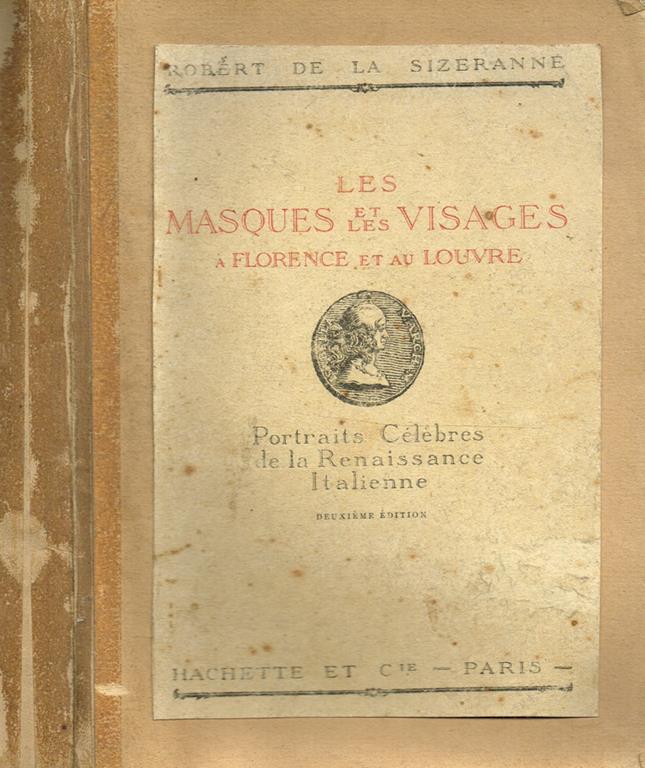 ROBERT DE LA SIZERANNE
LES
MASQUES ET LES VISAGES
A FLORENCE ET AU LOUVRE
Portraits Célèbres
de la Renaissance
Italienne
DEUXIÈME ÉDITION
HACHETTE ET CIE — PARIS —